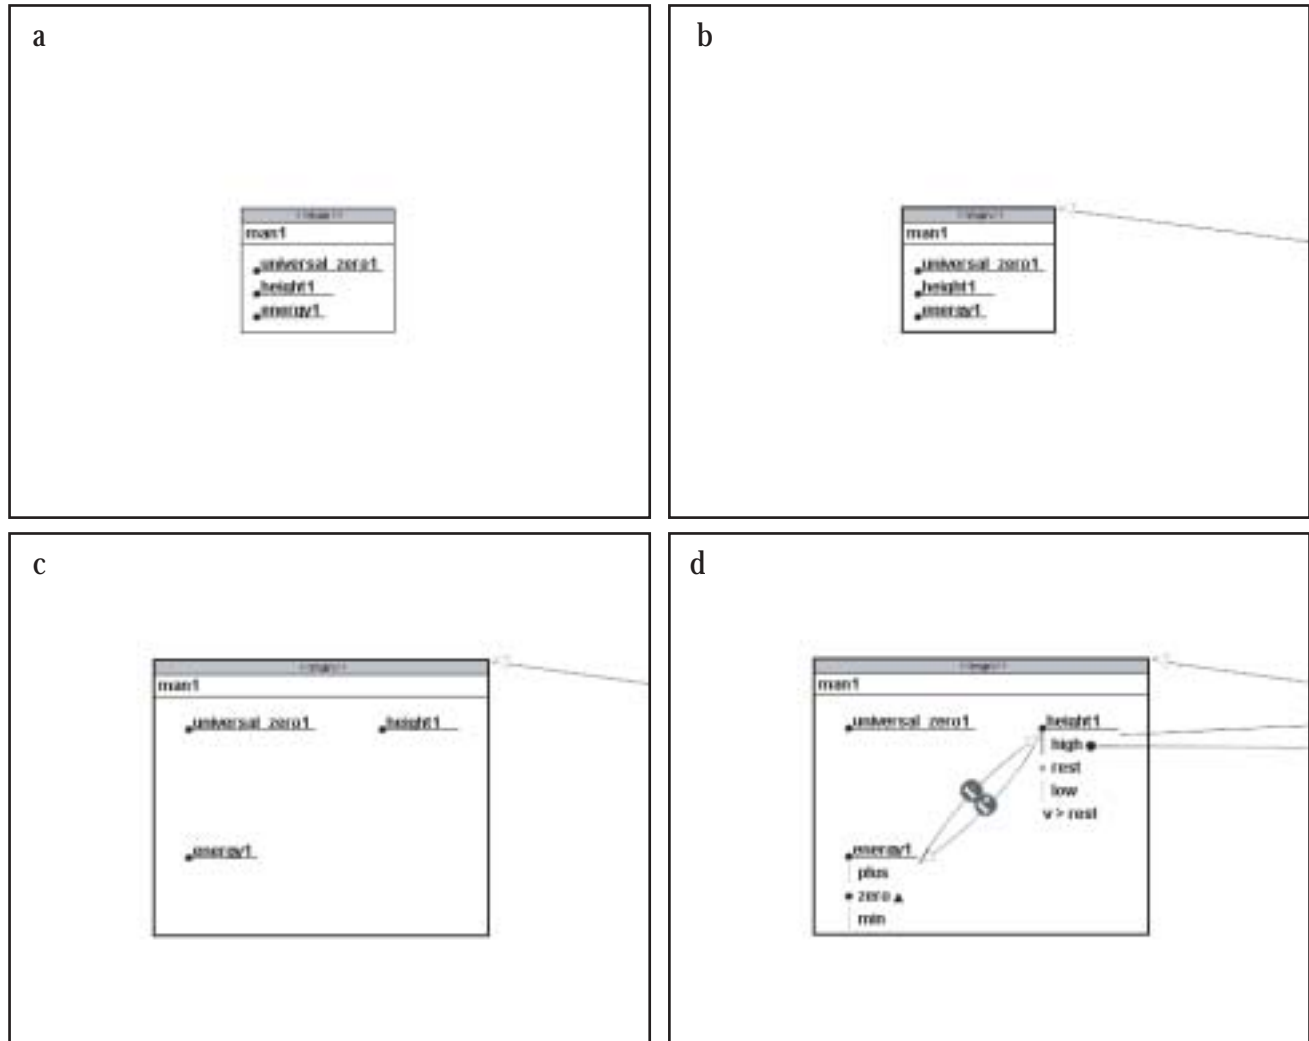 a
man1
universal_zero1
height1
energy1
b
man1
universal_zero1
height1
energy1
c
man1
universal_zero1
height1
energy1
d
man1
universal_zero1
height1
high
rest
low
v > rest
energy1
plus
zero
min